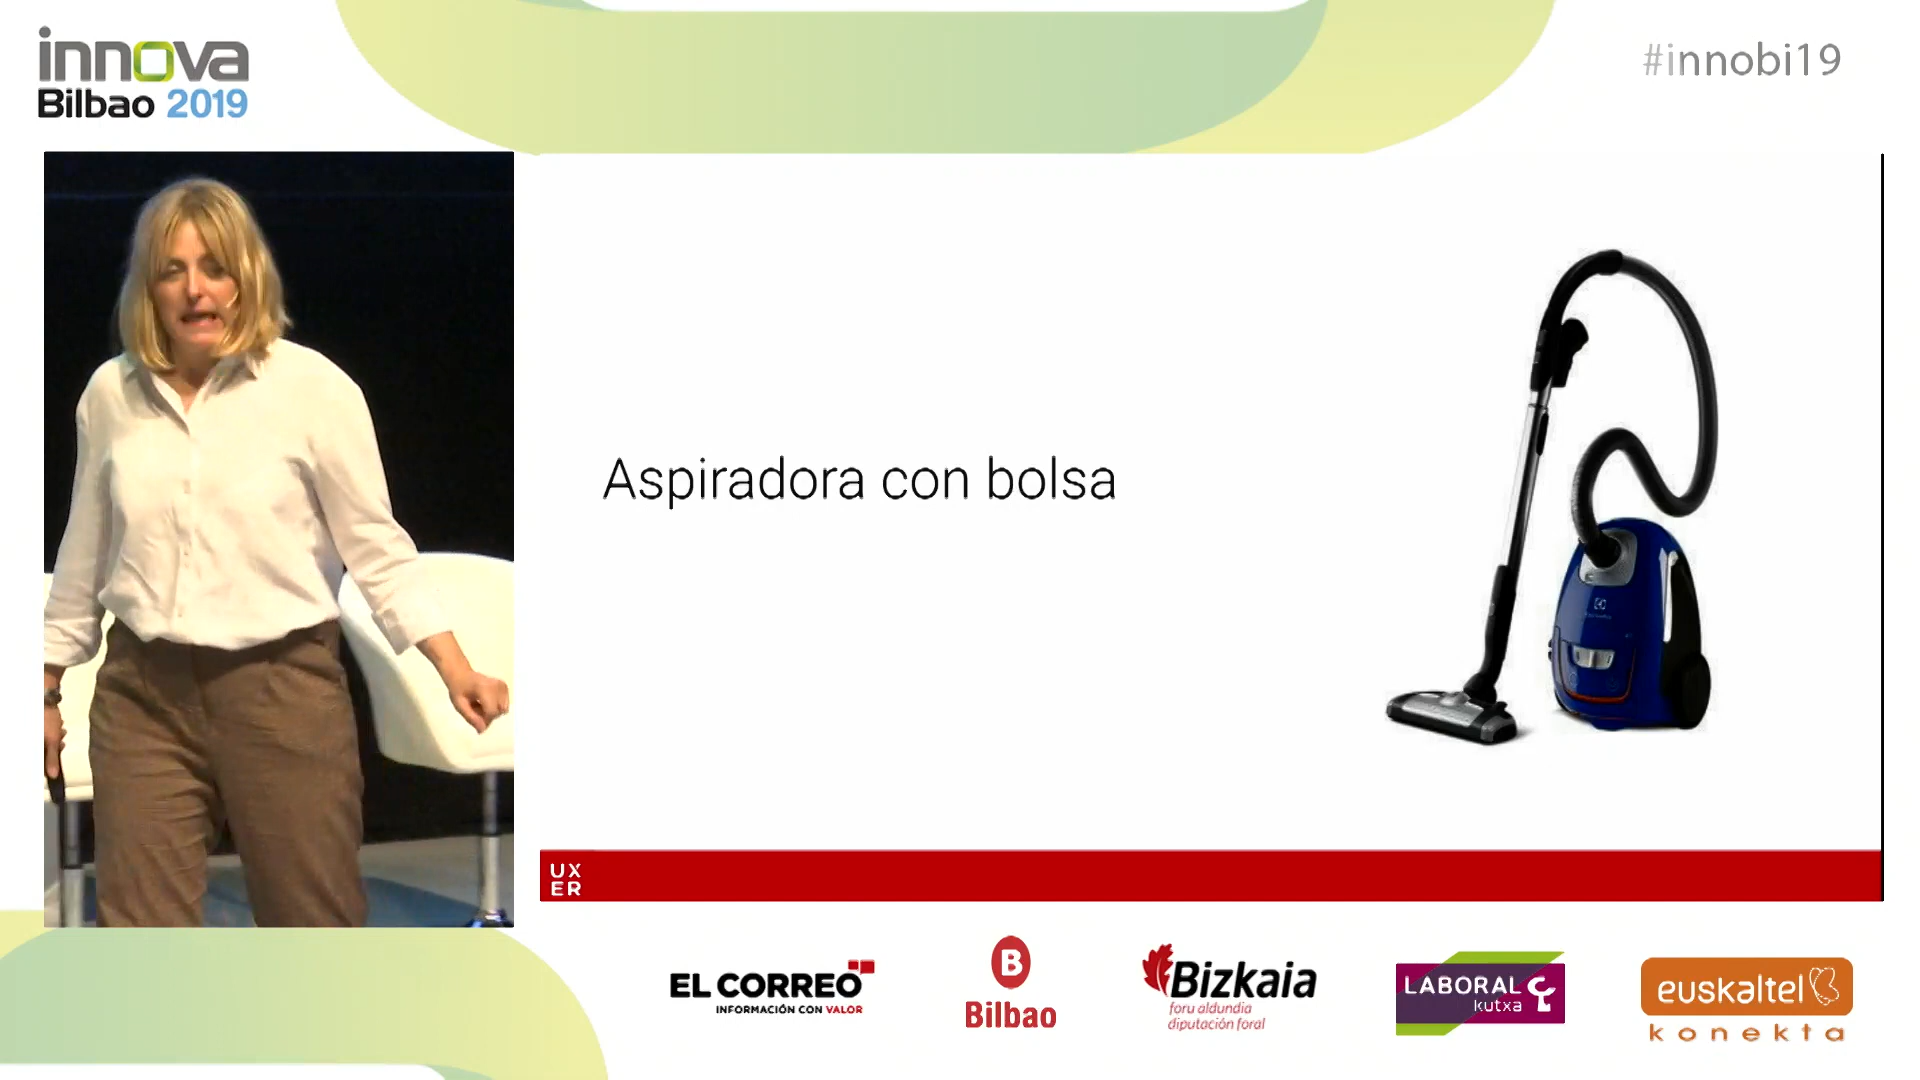 innova
Bilbao 2019
#innobi19
Aspiradora con bolsa
UX
ER
EL CORREO
INFORMACIÓN CON VALOR
B
Bilbao
Bizkaia
foru aldundia
diputación foral
LABORAL
kutxa
euskaltel
konekta